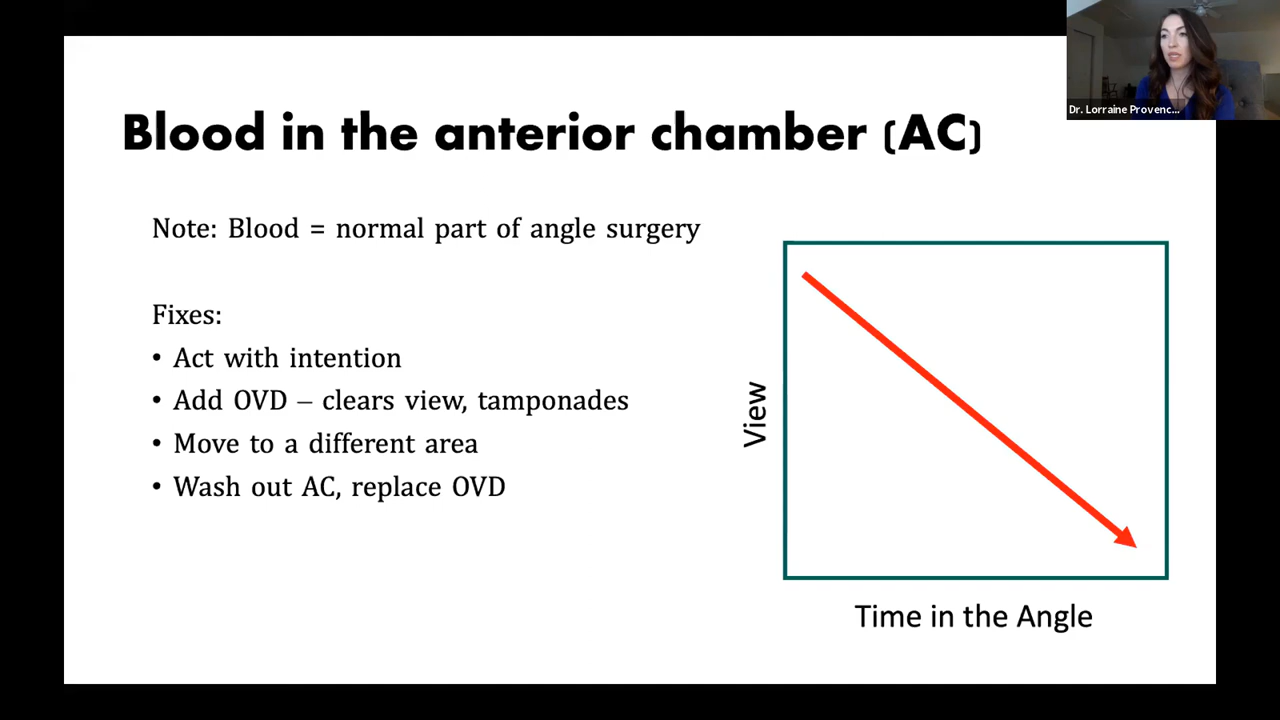 Dr. Lorraine Provenc...
Blood in the anterior chamber (AC)
Note: Blood = normal part of angle surgery
Fixes:
• Act with intention
• Add OVD – clears view, tamponades
• Move to a different area
• Wash out AC, replace OVD
View
Time in the Angle